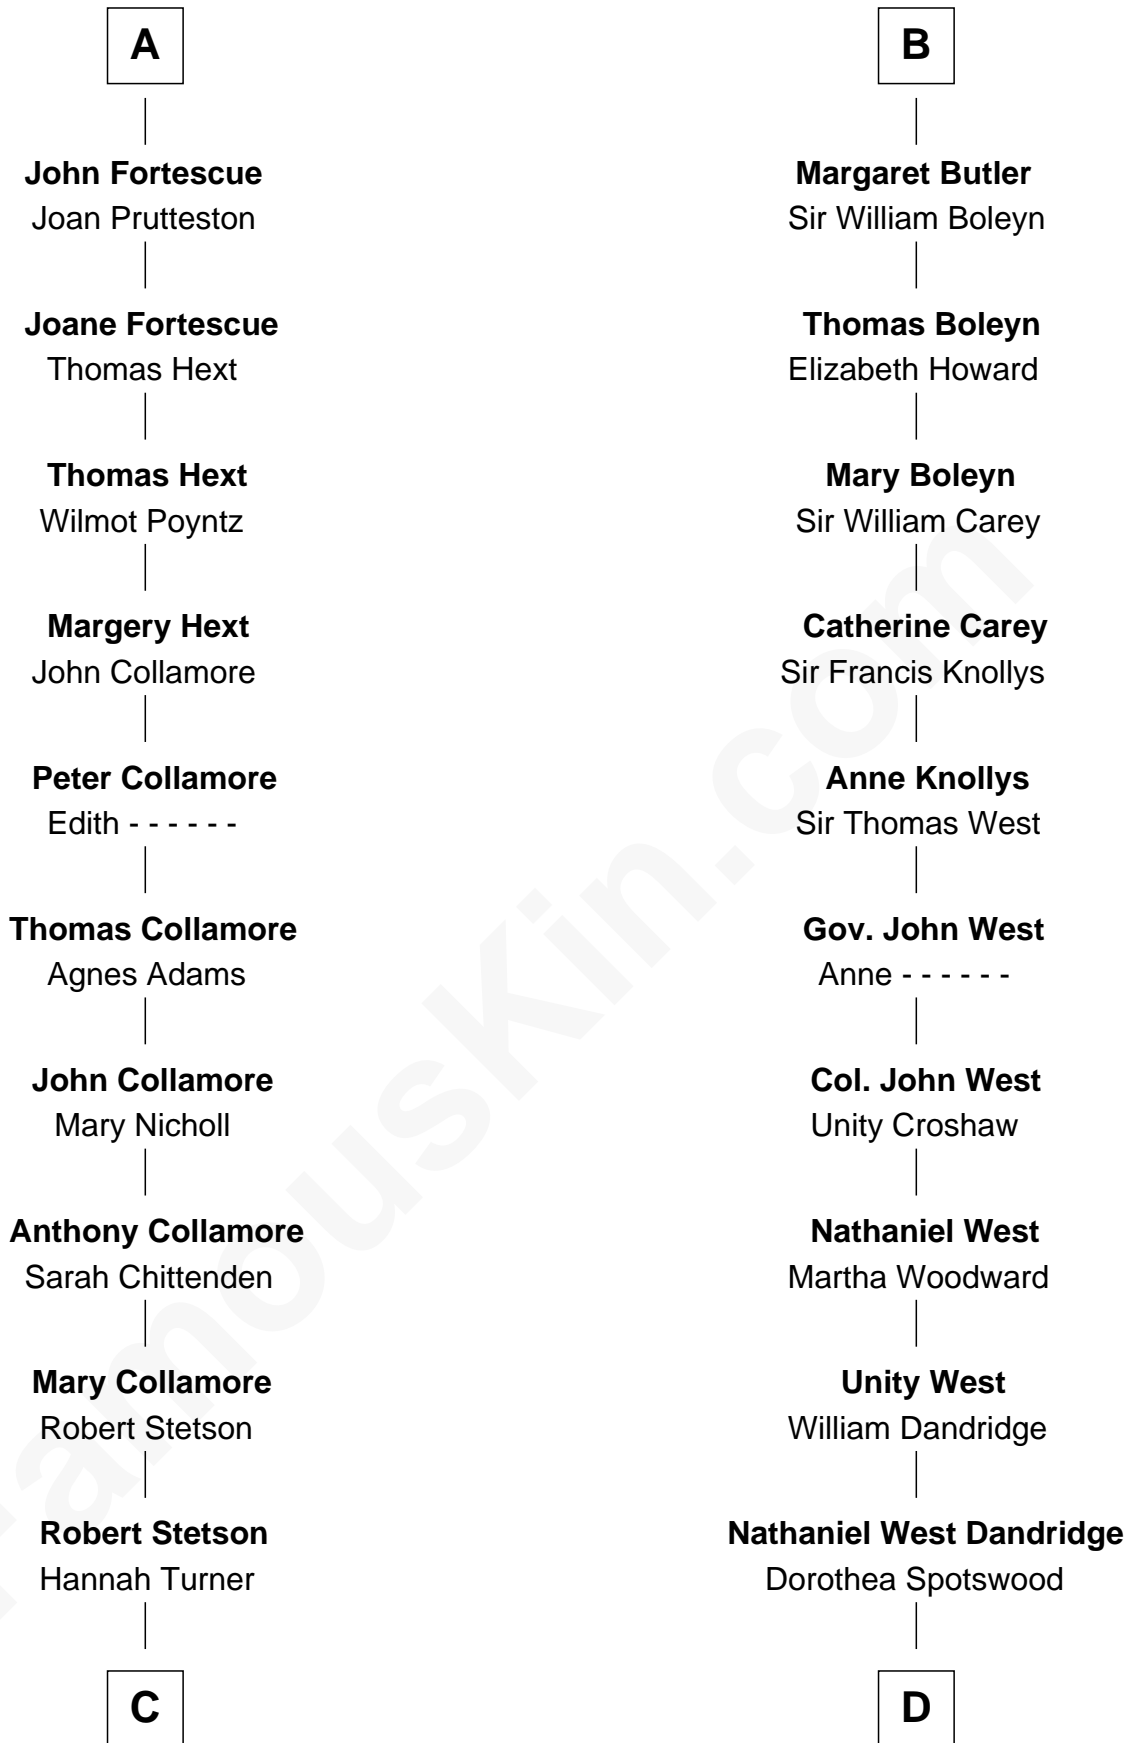 A
John Fortescue
Joan Prutteston
Joane Fortescue
Thomas Hext
Thomas Hext
Wilmot Poyntz
Margery Hext
John Collamore
Peter Collamore
Edith - - - - - -
Thomas Collamore
Agnes Adams
John Collamore
Mary Nicholl
Anthony Collamore
Sarah Chittenden
Mary Collamore
Robert Stetson
Robert Stetson
Hannah Turner
C
B
Margaret Butler
Sir William Boleyn
Thomas Boleyn
Elizabeth Howard
Mary Boleyn
Sir William Carey
Catherine Carey
Sir Francis Knollys
Anne Knollys
Sir Thomas West
Gov. John West
Anne - - - - - -
Col. John West
Unity Croshaw
Nathaniel West
Martha Woodward
Unity West
William Dandridge
Nathaniel West Dandridge
Dorothea Spotswood
D
FamousKin.com